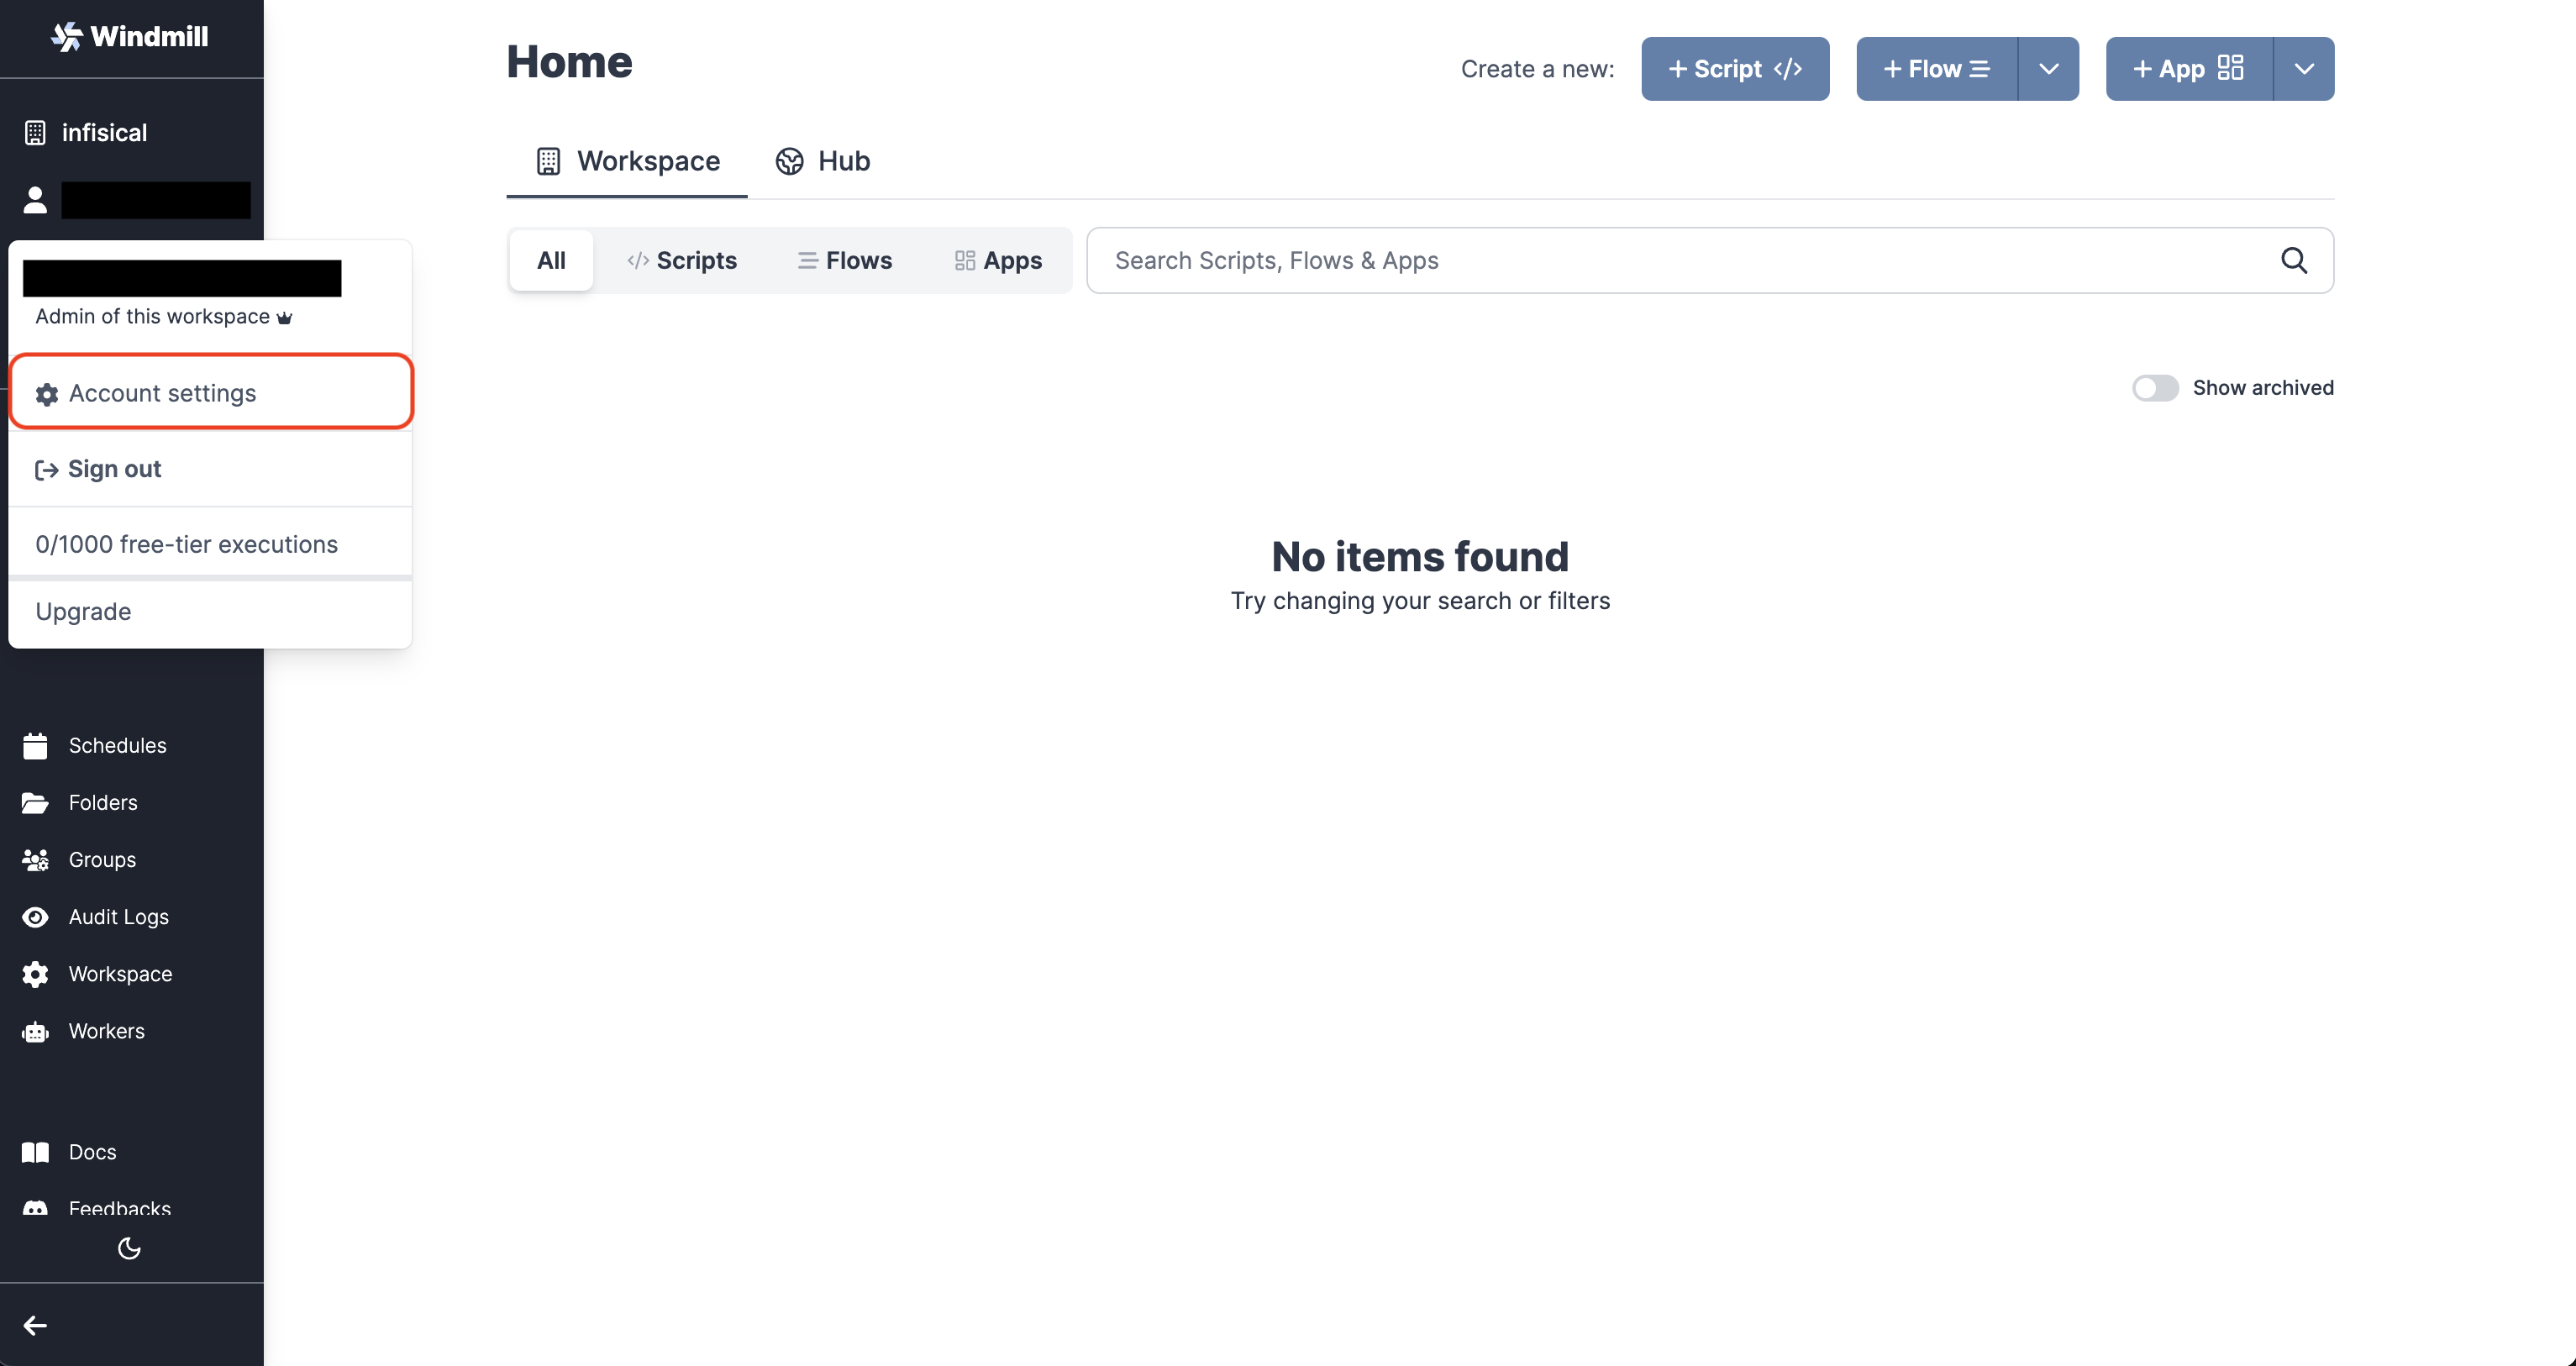 Windmill
infisical
Admin of this workspace
Account settings
Sign out
0/1000 free-tier executions
Upgrade
Schedules
Folders
Groups
Audit Logs
Workspace
Workers
Docs
Feedbacks
Home
Create a new:
+ Script </>
+ Flow
+ App
Workspace
Hub
All
</> Scripts
Flows
Apps
Search Scripts, Flows & Apps
Show archived
No items found
Try changing your search or filters